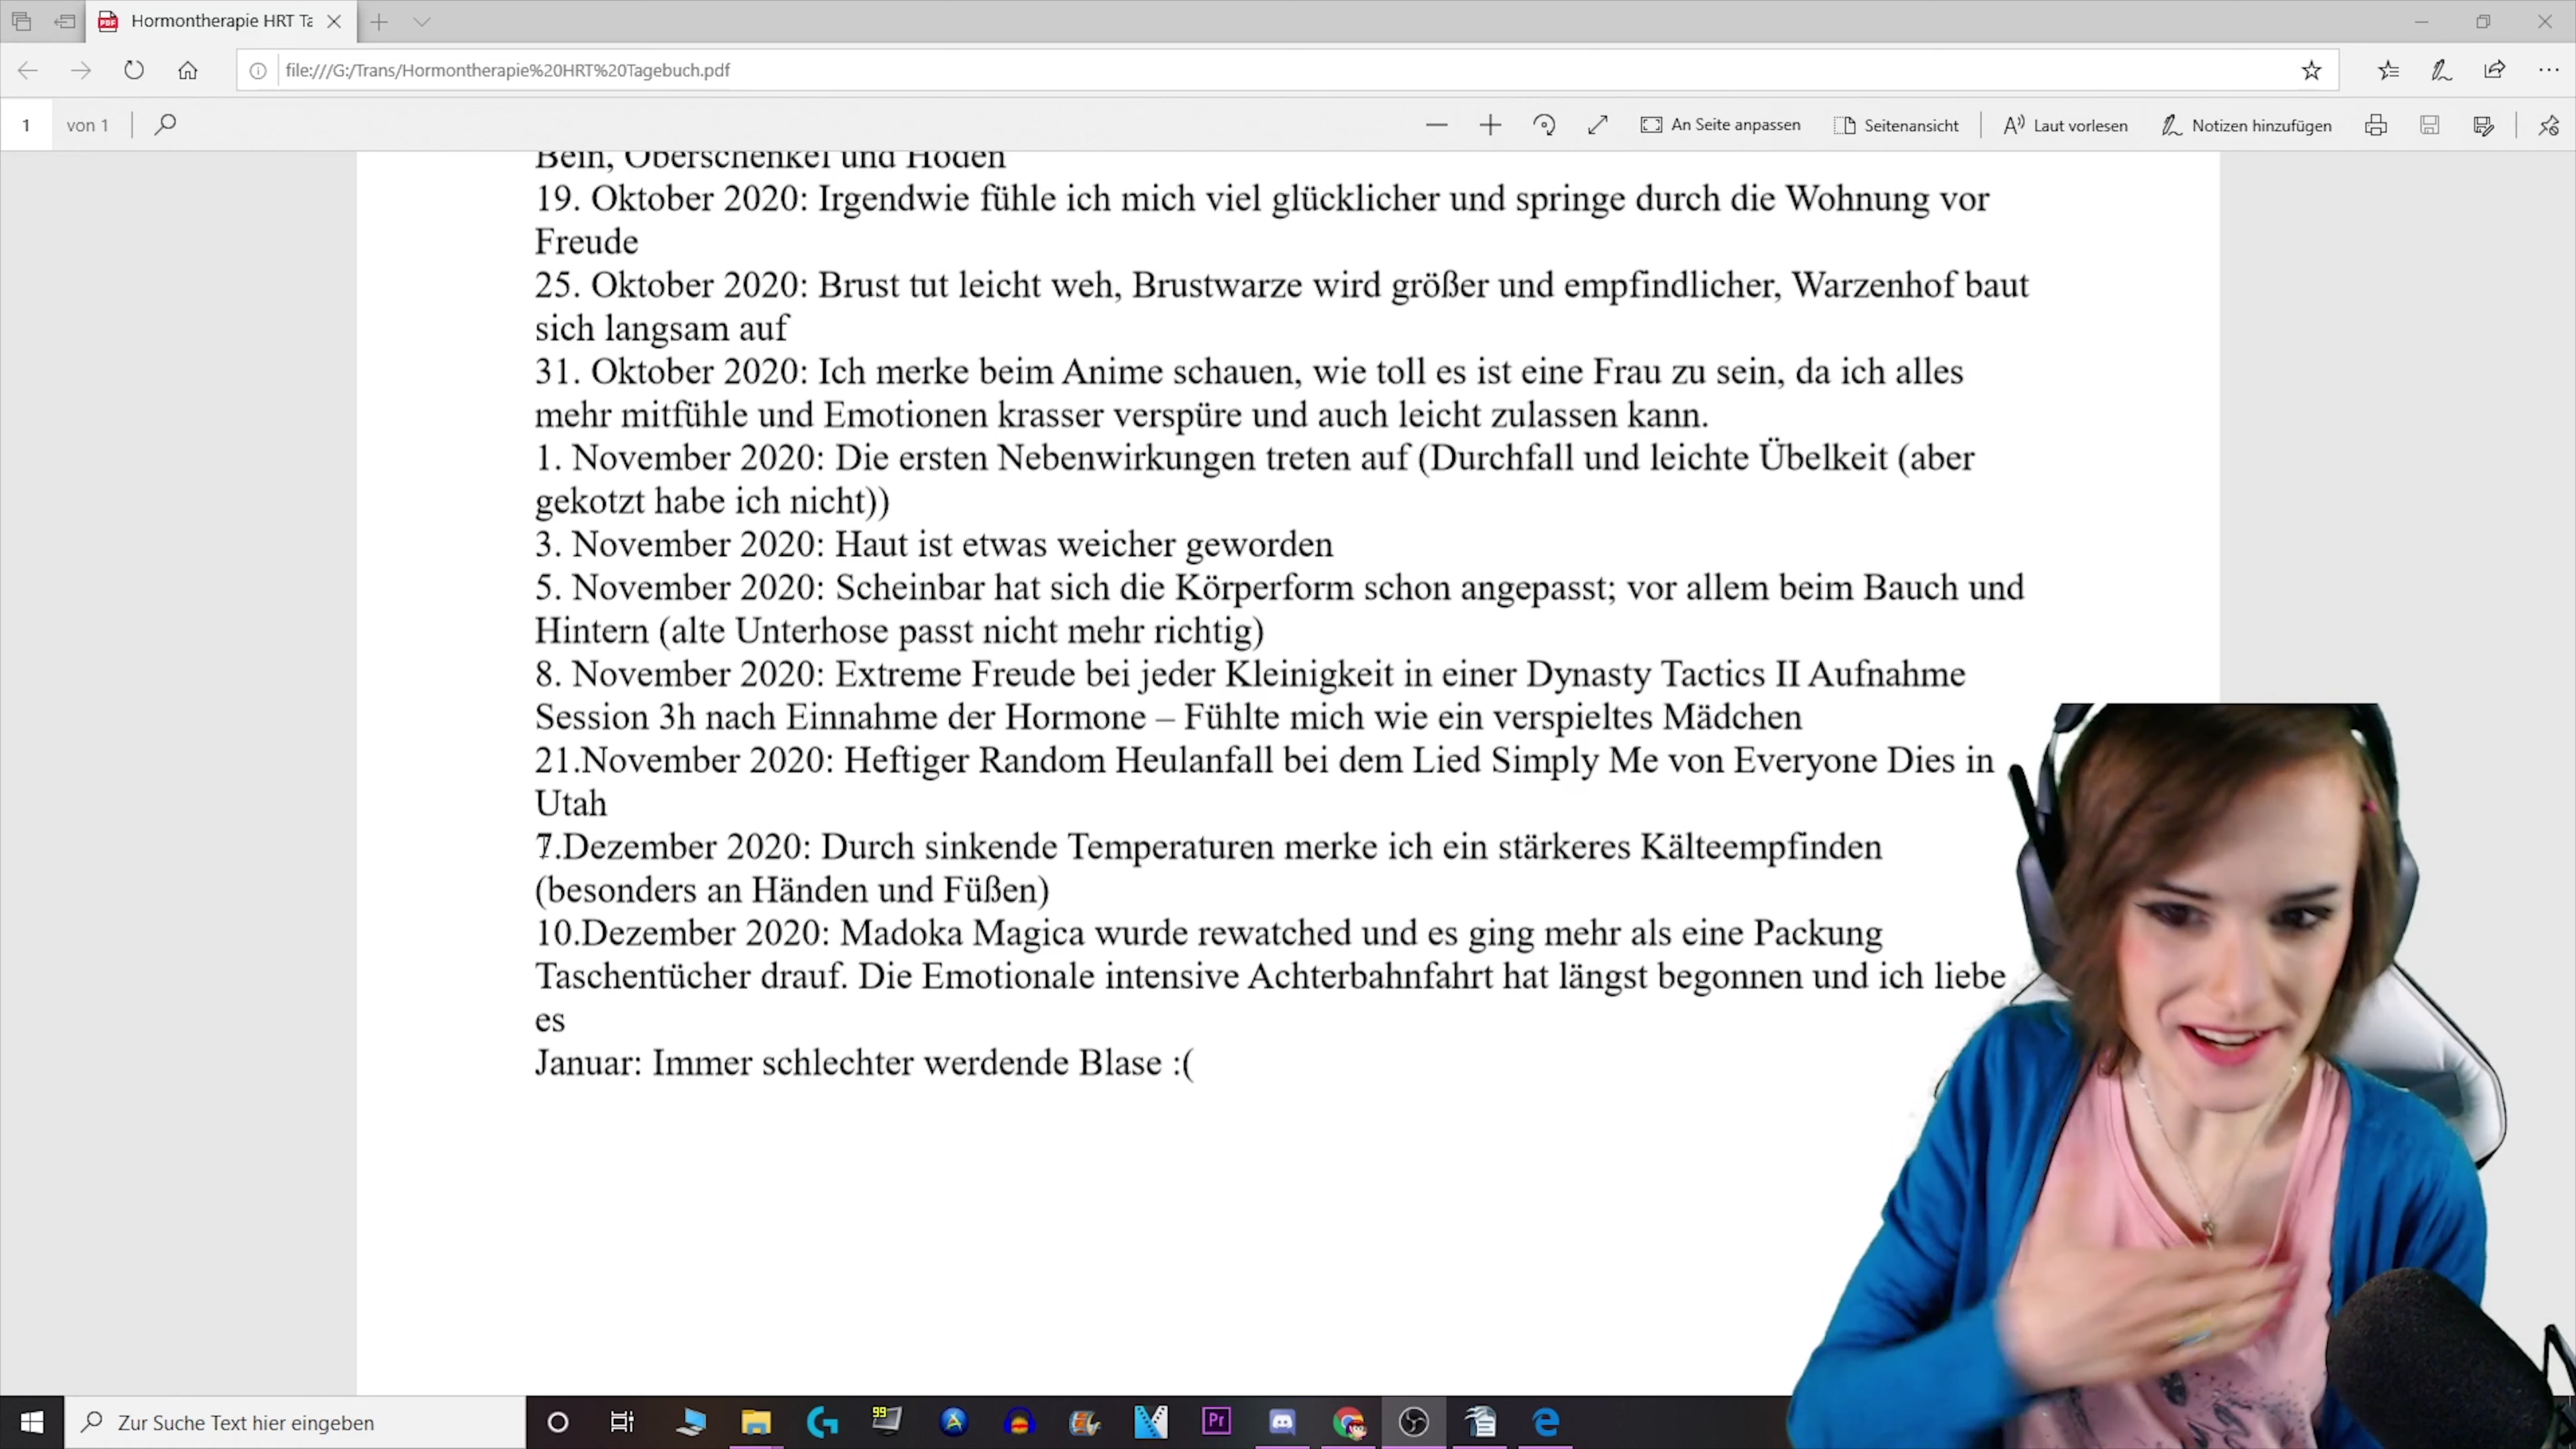 Hormontherapie HRT Ta
file:///G:/Trans/Hormontherapie%20HRT%20Tagebuch.pdf
1 von 1 An Seite anpassen Seitenansicht Laut vorlesen Notizen hinzufügen
Bein, Oberschenkel und Hoden
19. Oktober 2020: Irgendwie fühle ich mich viel glücklicher und springe durch die Wohnung vor
Freude
25. Oktober 2020: Brust tut leicht weh, Brustwarze wird größer und empfindlicher, Warzenhof baut
sich langsam auf
31. Oktober 2020: Ich merke beim Anime schauen, wie toll es ist eine Frau zu sein, da ich alles
mehr mitfühle und Emotionen krasser verspüre und auch leicht zulassen kann.
1. November 2020: Die ersten Nebenwirkungen treten auf (Durchfall und leichte Übelkeit (aber
gekotzt habe ich nicht))
3. November 2020: Haut ist etwas weicher geworden
5. November 2020: Scheinbar hat sich die Körperform schon angepasst; vor allem beim Bauch und
Hintern (alte Unterhose passt nicht mehr richtig)
8. November 2020: Extreme Freude bei jeder Kleinigkeit in einer Dynasty Tactics II Aufnahme
Session 3h nach Einnahme der Hormone – Fühlte mich wie ein verspieltes Mädchen
21.November 2020: Heftiger Random Heulanfall bei dem Lied Simply Me von Everyone Dies in
Utah
7.Dezember 2020: Durch sinkende Temperaturen merke ich ein stärkeres Kälteempfinden
(besonders an Händen und Füßen)
10.Dezember 2020: Madoka Magica wurde rewatched und es ging mehr als eine Packung
Taschentücher drauf. Die Emotionale intensive Achterbahnfahrt hat längst begonnen und ich liebe
es
Januar: Immer schlechter werdende Blase :(
Zur Suche Text hier eingeben
99
Pr